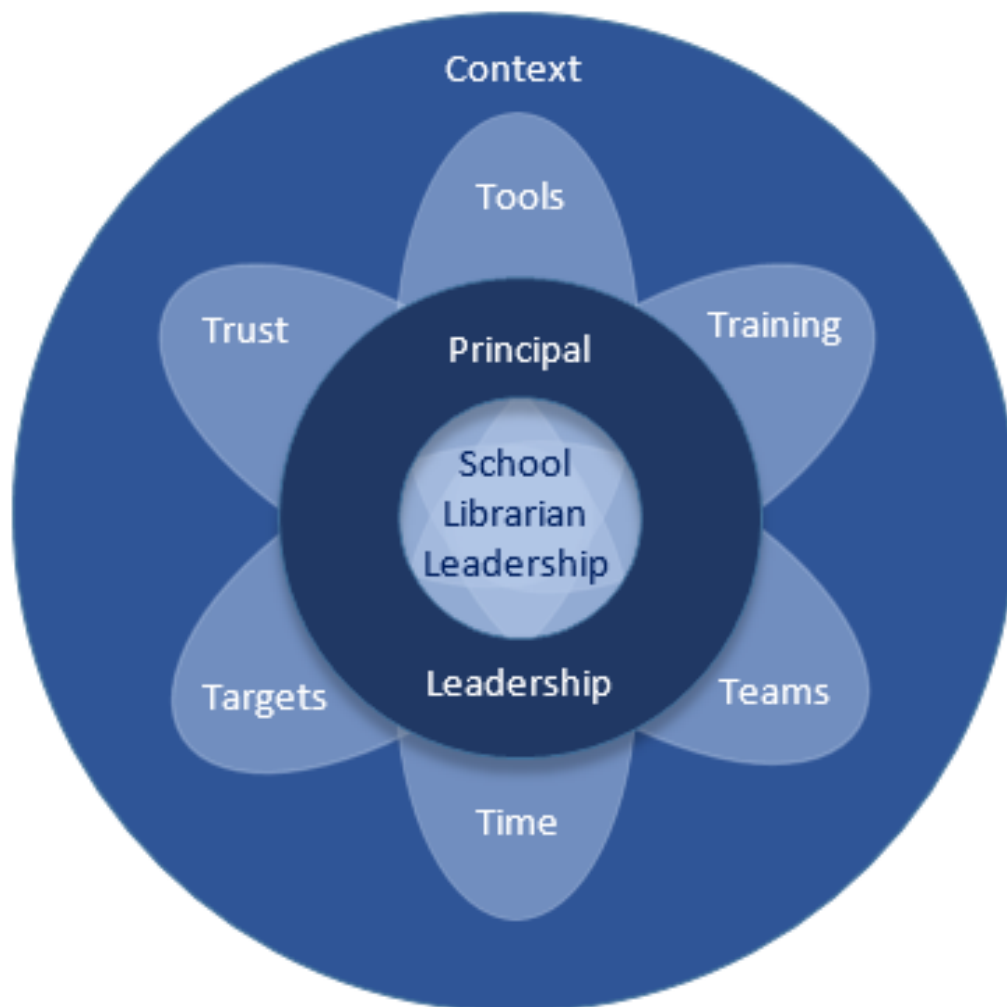 Context
Tools
Trust
Training
Principal
School
Librarian
Leadership
Leadership
Targets
Teams
Time